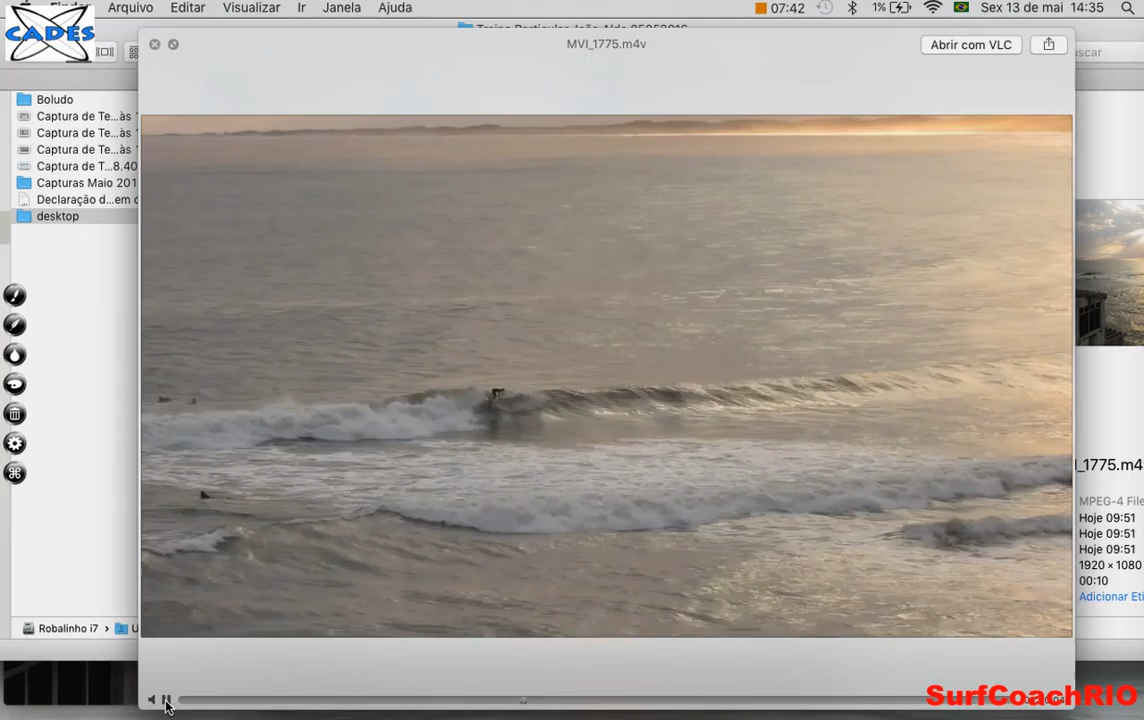 Arquivo Editar Visualizar Ir Janela Ajuda 07:42 1% Sex 13 de mai 14:35
CADES
MVI_1775.m4v
Abrir com VLC
Boludo
Captura de Te...às
Captura de Te...às
Captura de Te...às
Captura de T...8.40
Capturas Maio 201
Declaração d...em
desktop
_1775.m4
MPEG-4 File
Hoje 09:51
Hoje 09:51
Hoje 09:51
1920 × 1080
00:10
Adicionar Eti
Robalinho i7 › U
SurfCoachRIO